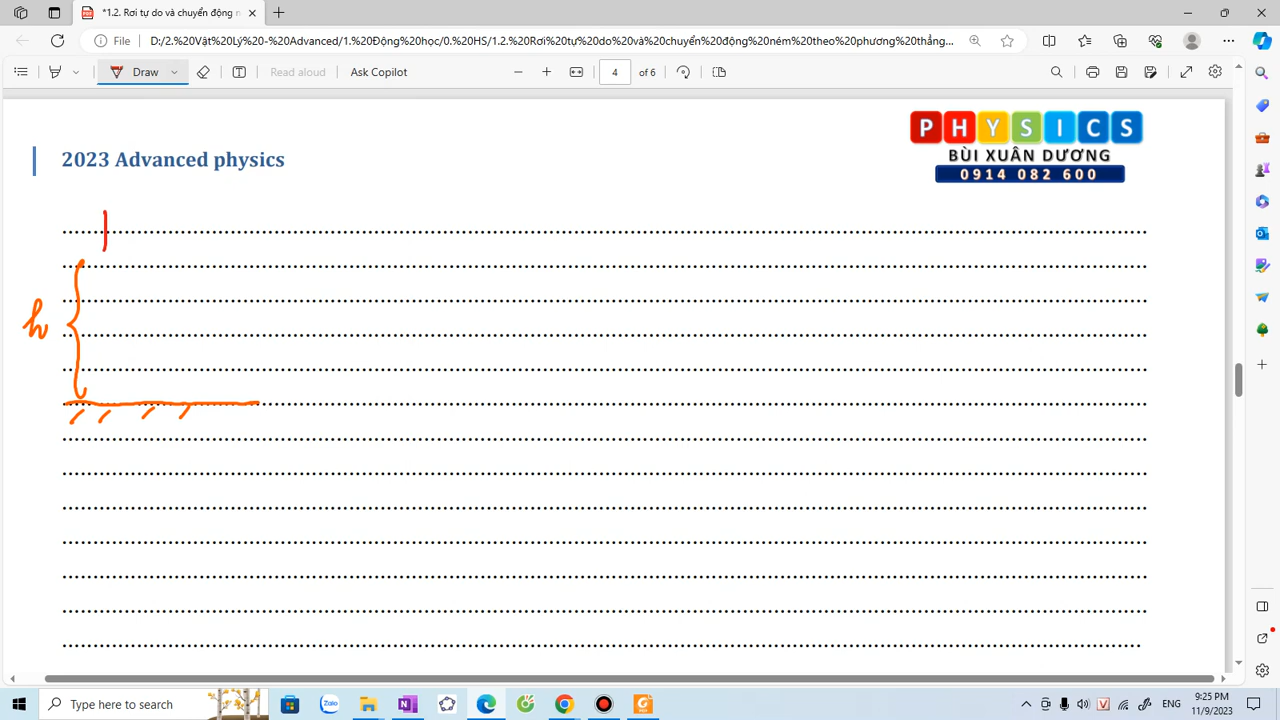 *1.2. Rơi tự do và chuyển động n
File
D:/2.%20Vật%20Lý%20-%20Advanced/1.%20Động%20học/0.%20HS/1.2.%20Rơi%20tự%20do%20và%20chuyển%20động%20ném%20theo%20phương%20thẳng...
Draw
Read aloud
Ask Copilot
4 of 6
2023 Advanced physics
PHYSICS
BÙI XUÂN DƯƠNG
0914 082 600
h
Type here to search
Zalo
ENG
9:25 PM
11/9/2023